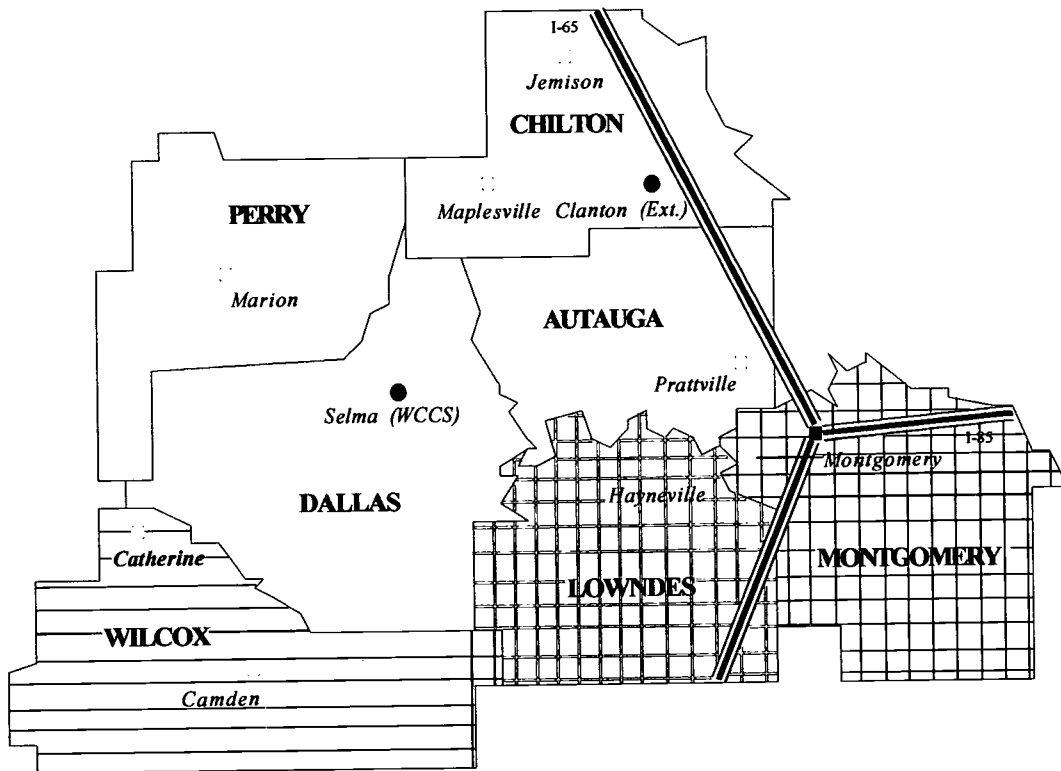 I-65
Jemison
CHILTON
Maplesville Clanton (Ext.)
PERRY
Marion
AUTAUGA
Prattville
Selma (WCCS)
I-85
Montgomery
Hayneville
DALLAS
Catherine
MONTGOMERY
LOWNDES
WILCOX
Camden